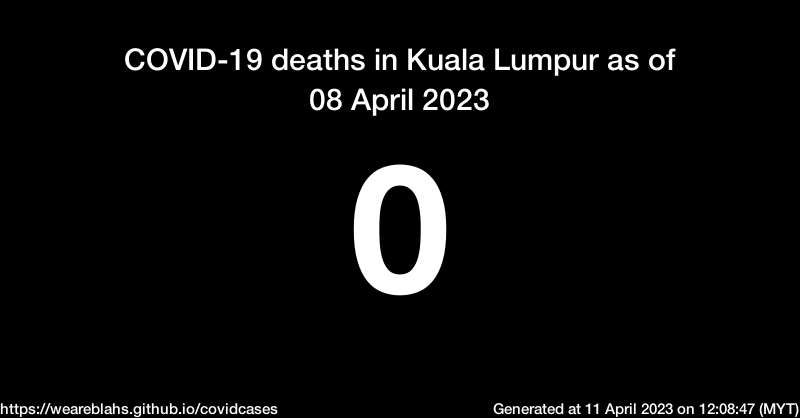 COVID-19 deaths in Kuala Lumpur as of
08 April 2023
0
https://weareblahs.github.io/covidcases
Generated at 11 April 2023 on 12:08:47 (MYT)